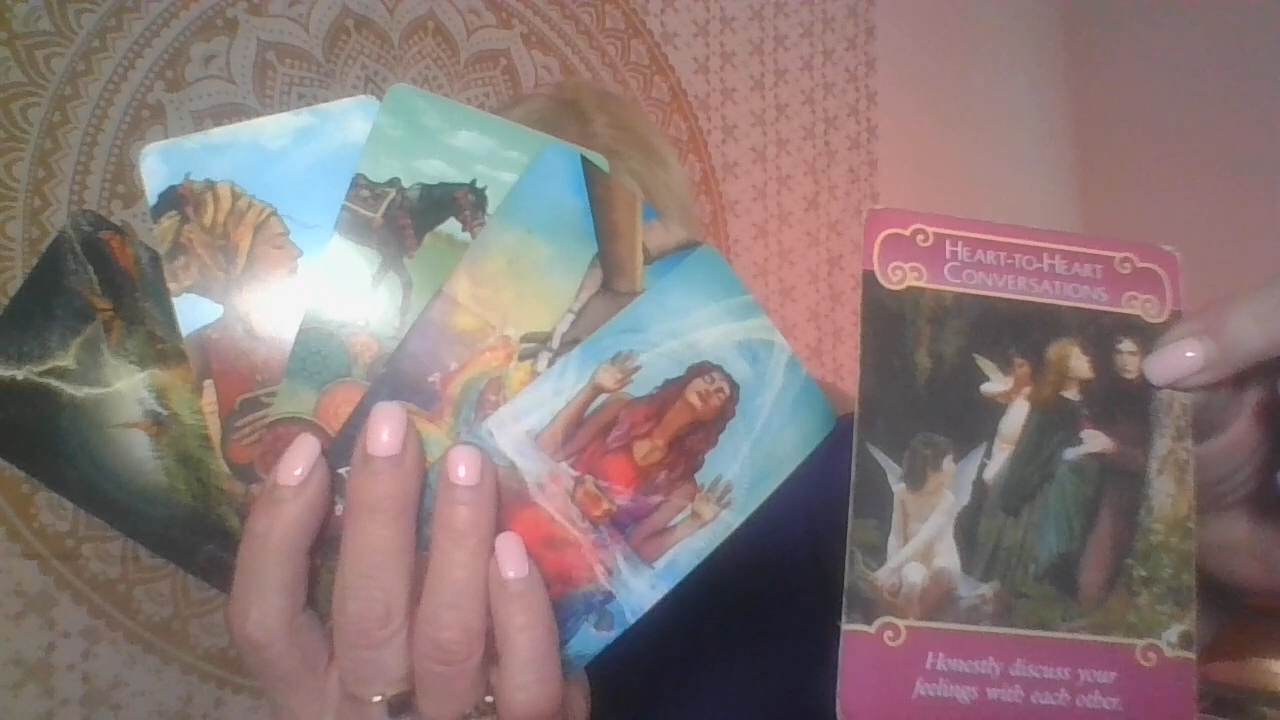 HEART-TO-HEART
CONVERSATIONS
Honestly discuss your
feelings with each other.